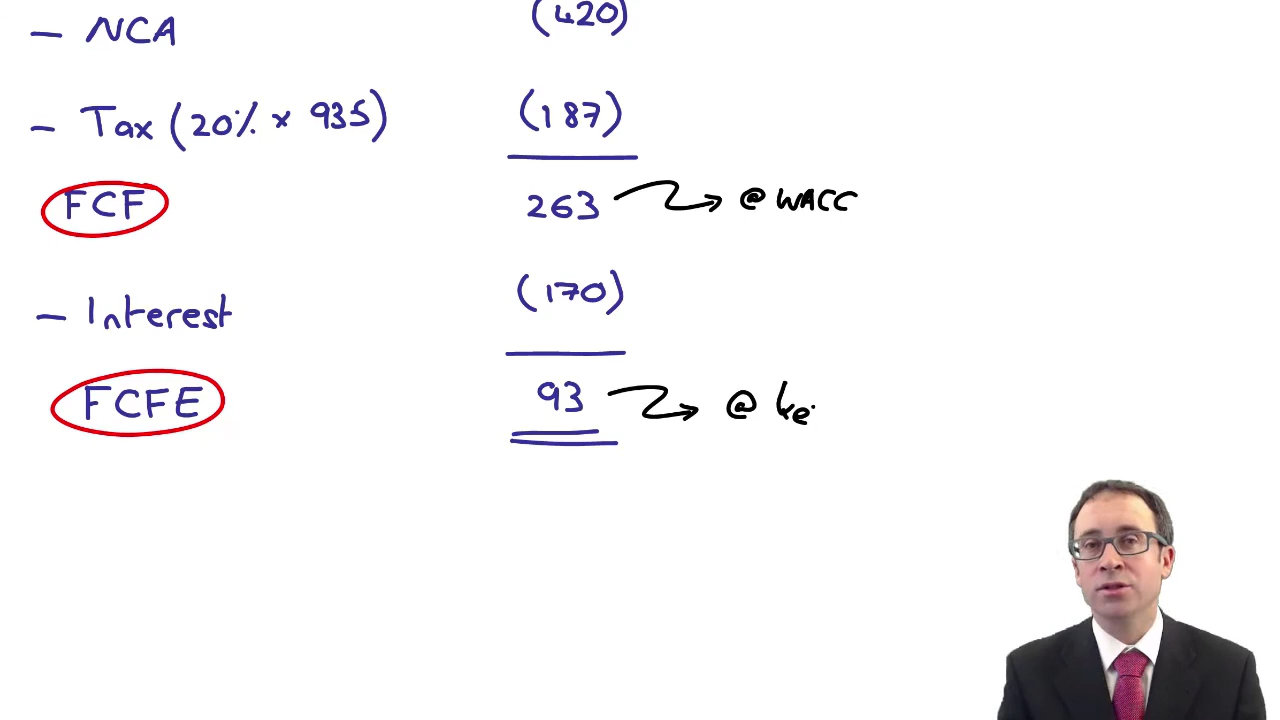 — NCA (420)
— Tax (20% × 935) (187)
FCF 263 @ WACC
— Interest (170)
FCFE 93 @ ke